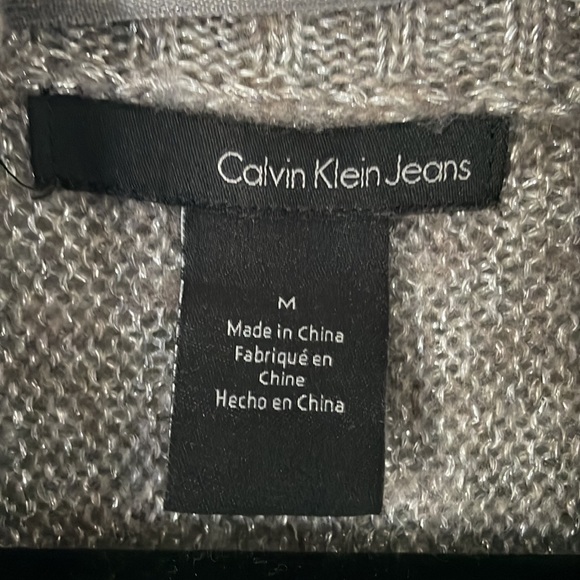 Calvin Klein Jeans
M
Made in China
Fabriqué en
Chine
Hecho en China